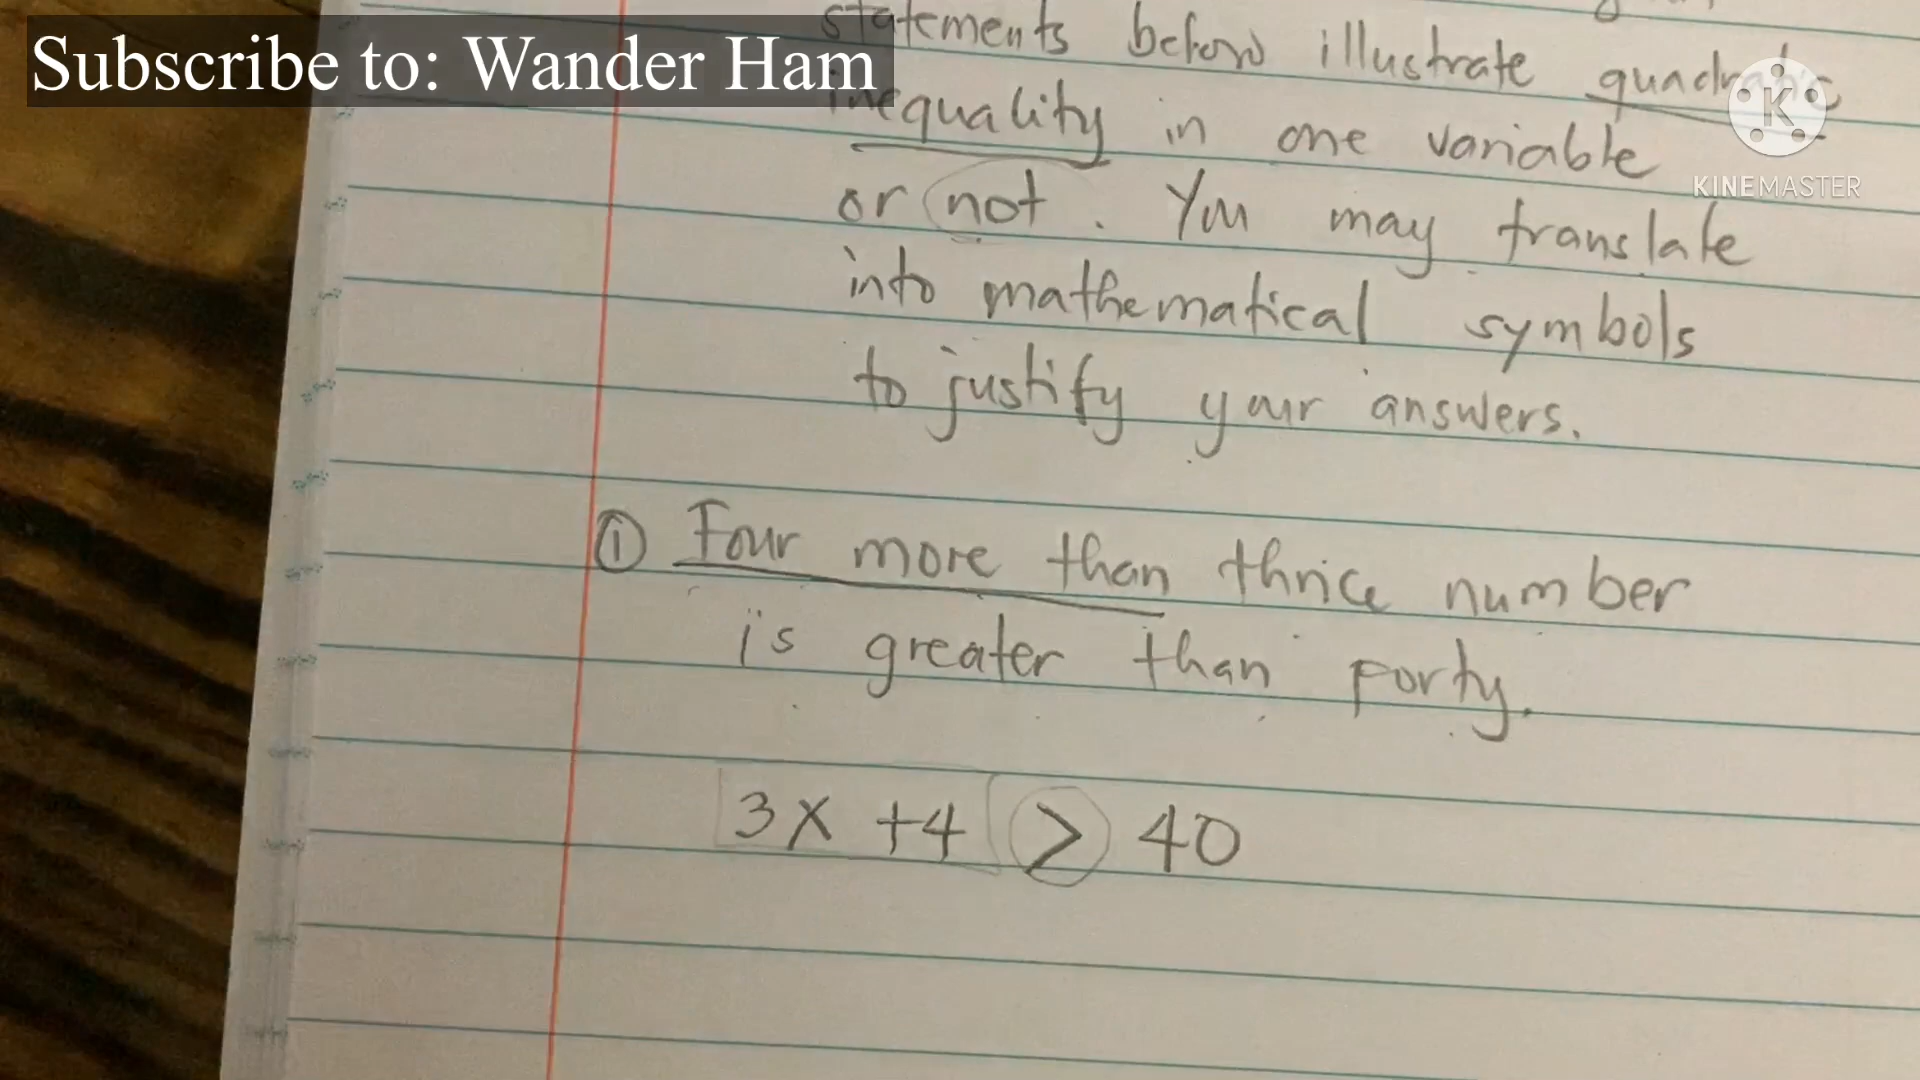 Subscribe to: Wander Ham
statements below illustrate quadratic
inequality in one variable
or not. You may translate
into mathematical symbols
to justify your answers.
① Four more than thrice number
is greater than porty.
3x + 4 > 40
K
KINEMASTER